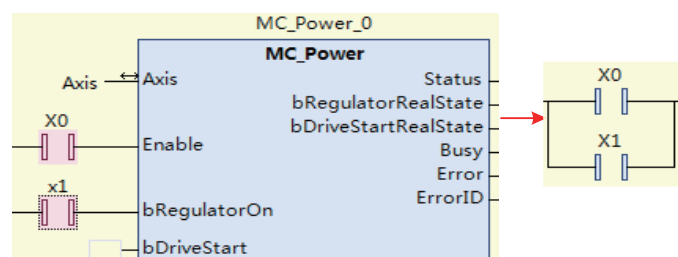 MC_Power_0
MC_Power
Axis
Axis
Status
bRegulatorRealState
X0
bDriveStartRealState
Enable
Busy
Error
x1
ErrorID
bRegulatorOn
bDriveStart
X0
X1